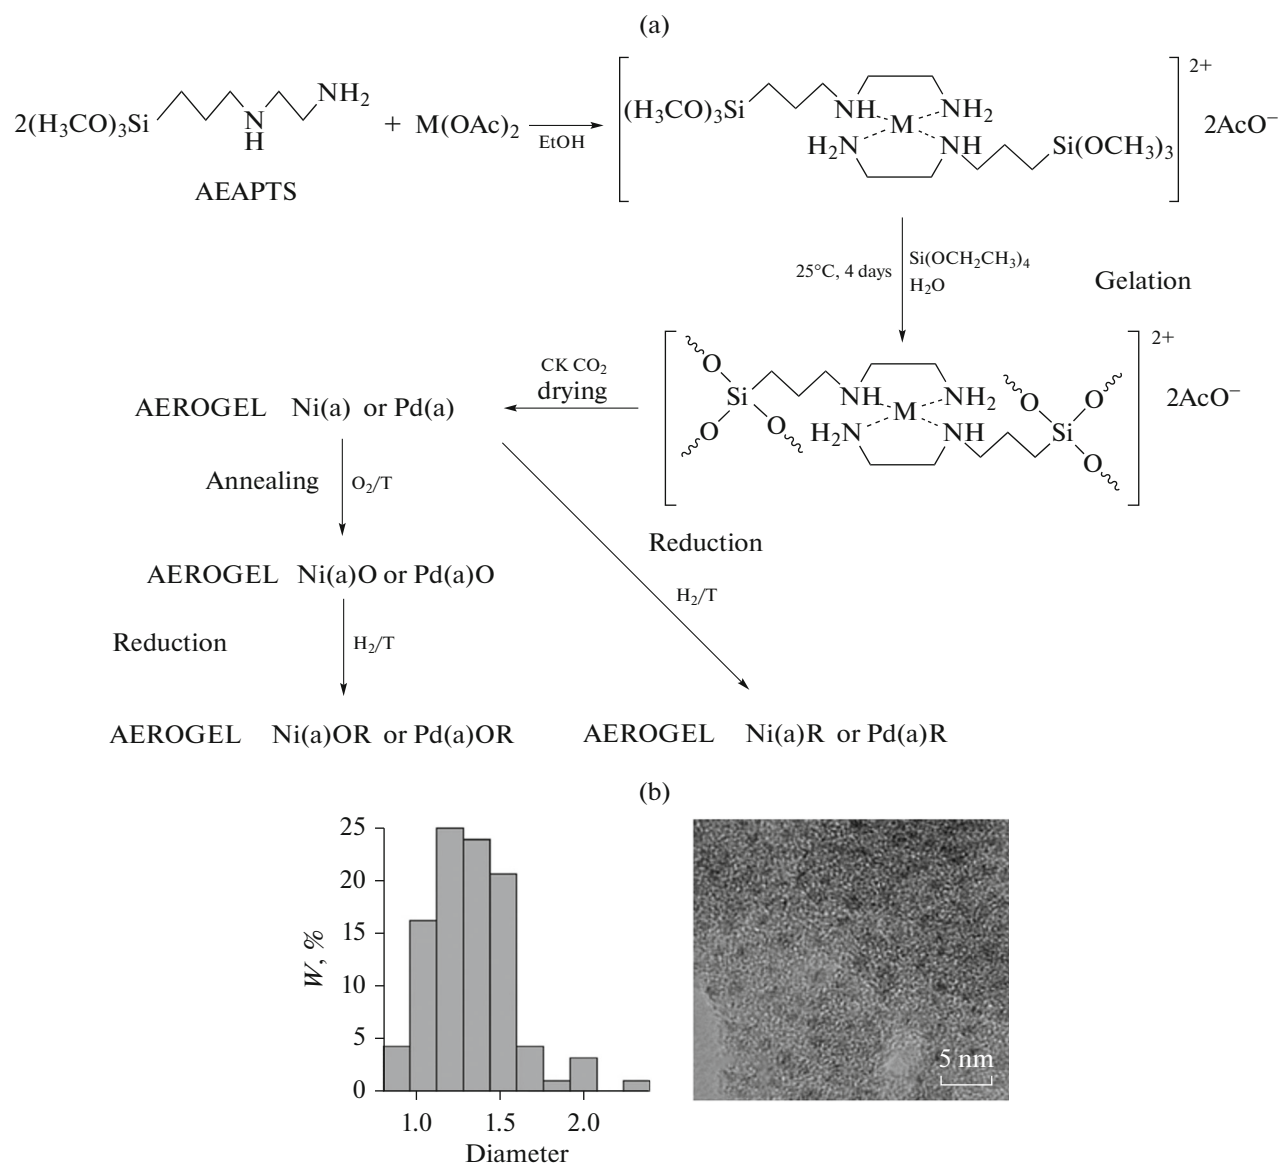 (a)
2(H₃CO)₃Si
N
H
NH₂
AEAPTS
+
M(OAc)₂
EtOH
(H₃CO)₃Si
NH
NH₂
M
H₂N
NH
Si(OCH₃)₃
2+
2AcO⁻
25°C, 4 days
Si(OCH₂CH₃)₄
H₂O
Gelation
O
Si
O
O
NH
NH₂
M
H₂N
NH
O
O
Si
O
2+
2AcO⁻
CK CO₂
drying
AEROGEL Ni(a) or Pd(a)
Annealing
O₂/T
AEROGEL Ni(a)O or Pd(a)O
Reduction
H₂/T
Reduction
H₂/T
AEROGEL Ni(a)OR or Pd(a)OR
AEROGEL Ni(a)R or Pd(a)R
(b)
25
20
15
10
5
0
W, %
1.0 1.5 2.0
Diameter
5 nm